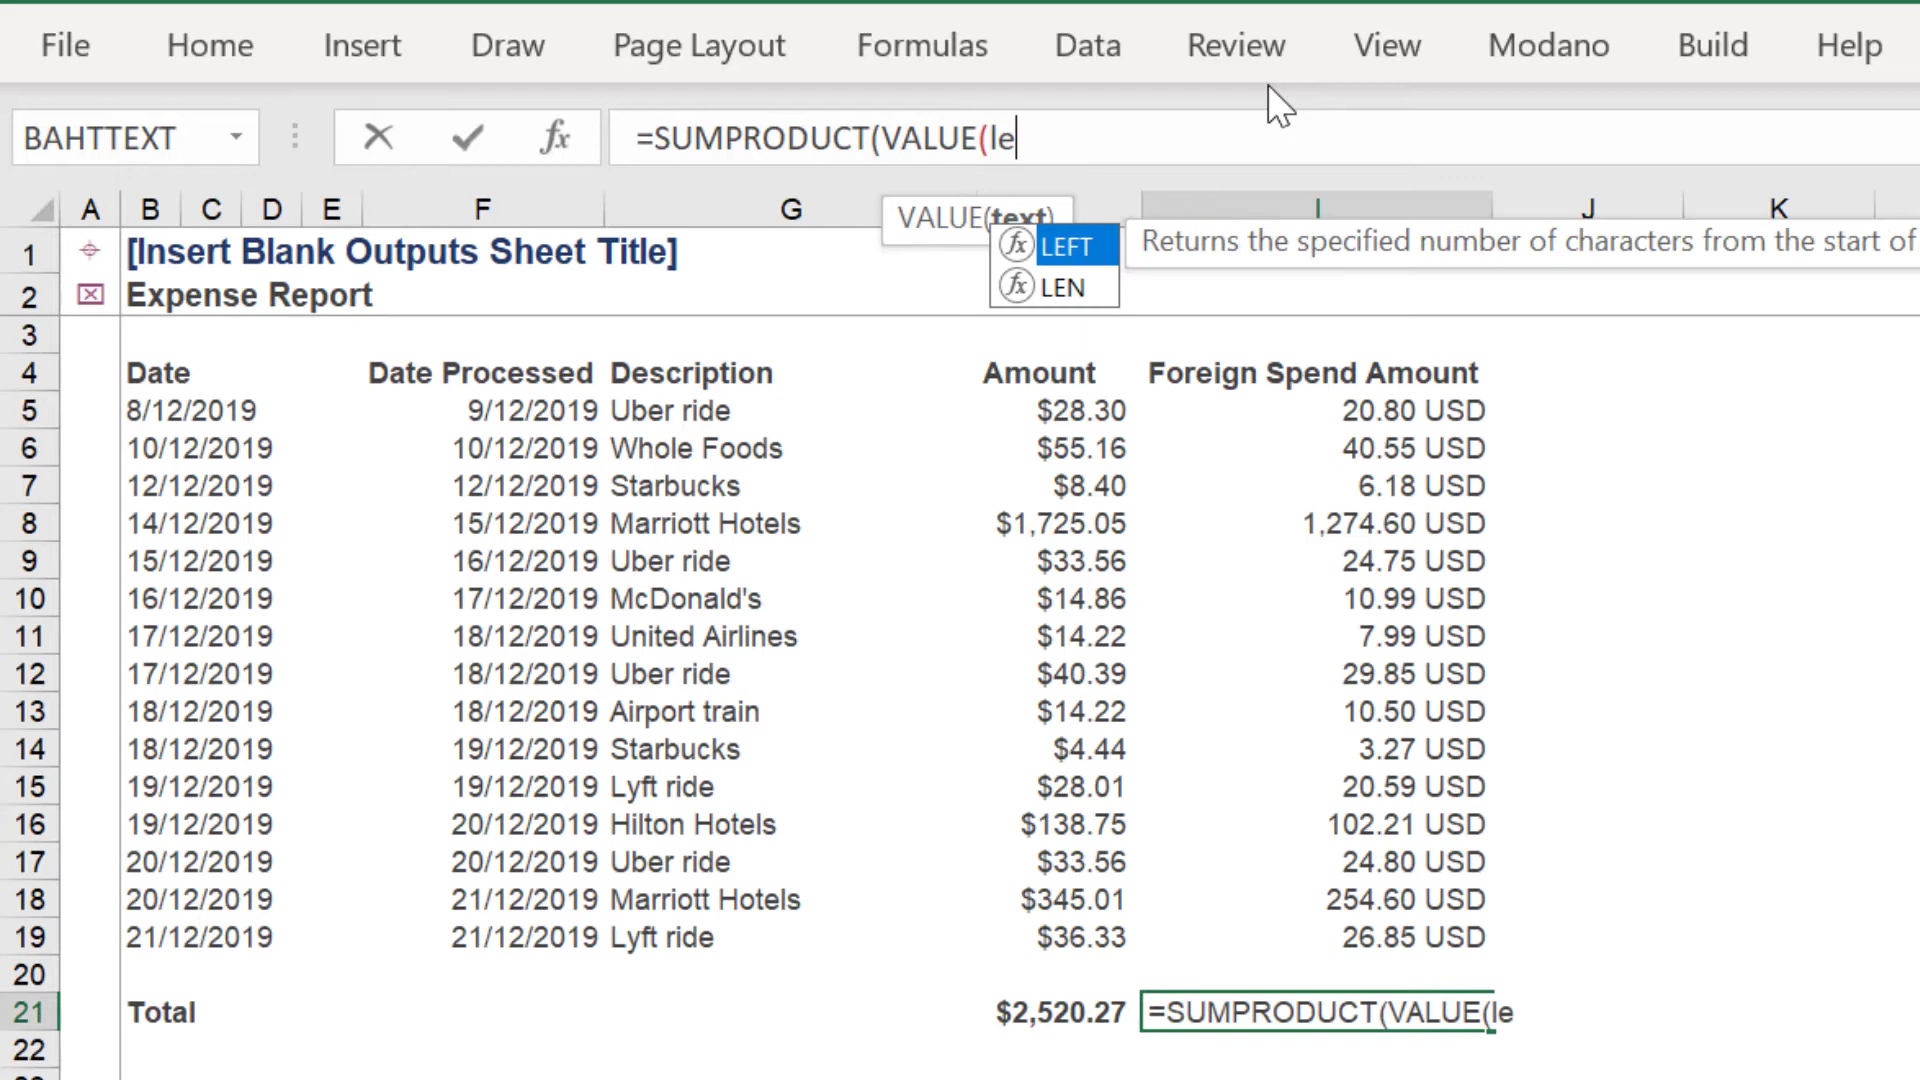 File Home Insert Draw Page Layout Formulas Data Review View Modano Build Help
BAHTTEXT fx =SUMPRODUCT(VALUE(le
A B C D E F G I J K
VALUE(text)
fx LEFT Returns the specified number of characters from the start of
fx LEN
1 [Insert Blank Outputs Sheet Title]
2 Expense Report
3
4 Date Date Processed Description Amount Foreign Spend Amount
5 8/12/2019 9/12/2019 Uber ride $28.30 20.80 USD
6 10/12/2019 10/12/2019 Whole Foods $55.16 40.55 USD
7 12/12/2019 12/12/2019 Starbucks $8.40 6.18 USD
8 14/12/2019 15/12/2019 Marriott Hotels $1,725.05 1,274.60 USD
9 15/12/2019 16/12/2019 Uber ride $33.56 24.75 USD
10 16/12/2019 17/12/2019 McDonald's $14.86 10.99 USD
11 17/12/2019 18/12/2019 United Airlines $14.22 7.99 USD
12 17/12/2019 18/12/2019 Uber ride $40.39 29.85 USD
13 18/12/2019 18/12/2019 Airport train $14.22 10.50 USD
14 18/12/2019 19/12/2019 Starbucks $4.44 3.27 USD
15 19/12/2019 19/12/2019 Lyft ride $28.01 20.59 USD
16 19/12/2019 20/12/2019 Hilton Hotels $138.75 102.21 USD
17 20/12/2019 20/12/2019 Uber ride $33.56 24.80 USD
18 20/12/2019 21/12/2019 Marriott Hotels $345.01 254.60 USD
19 21/12/2019 21/12/2019 Lyft ride $36.33 26.85 USD
20
21 Total $2,520.27 =SUMPRODUCT(VALUE(le
22